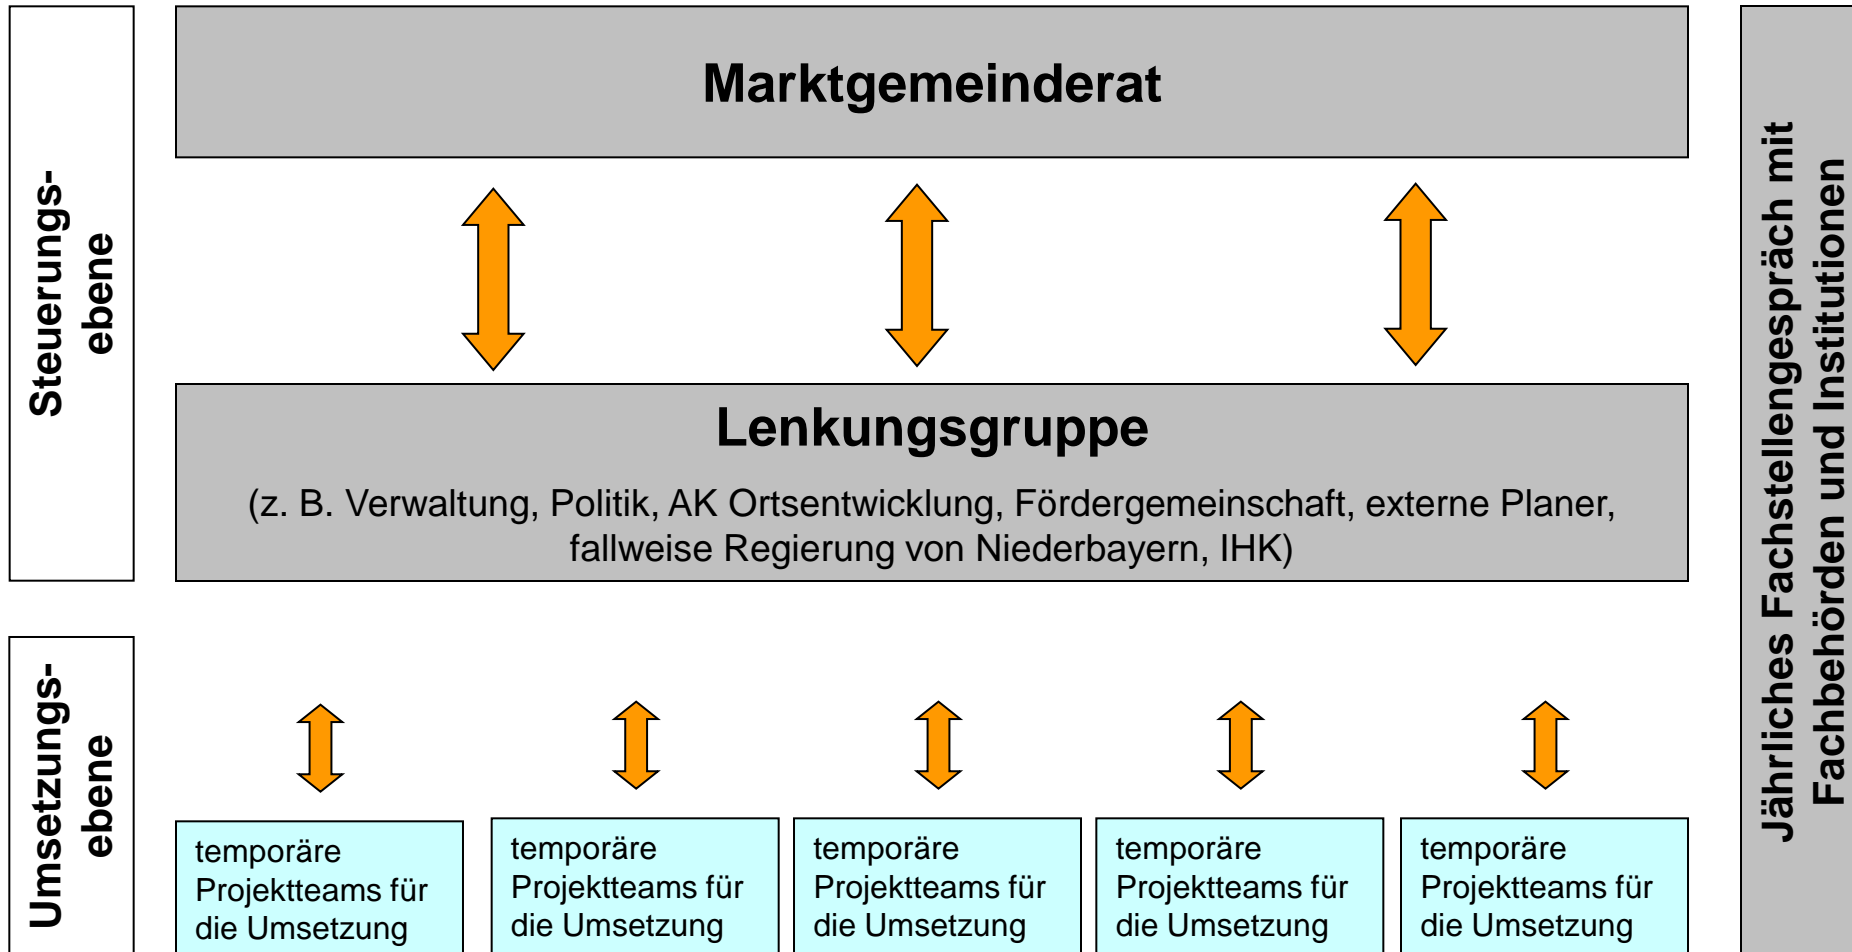 Steuerungs-
ebene
Marktgemeinderat
Lenkungsgruppe
(z. B. Verwaltung, Politik, AK Ortsentwicklung, Fördergemeinschaft, externe Planer,
fallweise Regierung von Niederbayern, IHK)
Umsetzungs-
ebene
temporäre
Projektteams für
die Umsetzung
temporäre
Projektteams für
die Umsetzung
temporäre
Projektteams für
die Umsetzung
temporäre
Projektteams für
die Umsetzung
temporäre
Projektteams für
die Umsetzung
Jährliches Fachstellengespräch mit
Fachbehörden und Institutionen